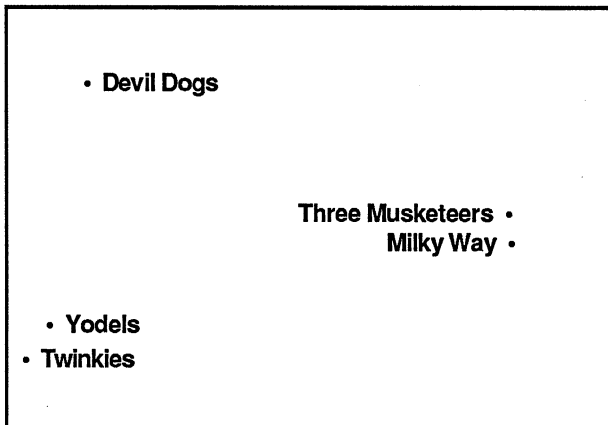 • Devil Dogs
Three Musketeers •
Milky Way •
• Yodels
• Twinkies